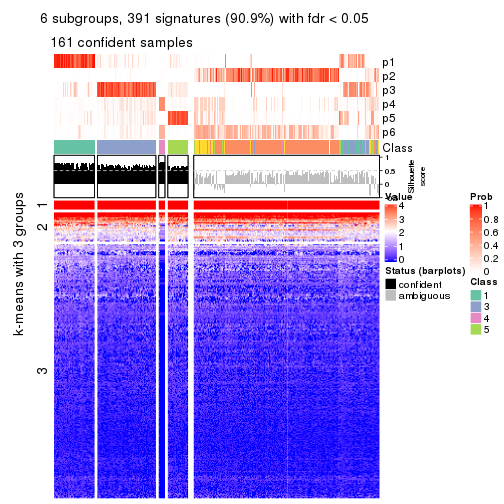 6 subgroups, 391 signatures (90.9%) with fdr < 0.05
161 confident samples
p1
p2
p3
p4
p5
p6
Class
1
0.5
0
Silhouette
score
k-means with 3 groups
1
2
3
Value
4
3
2
1
0
Status (barplots)
confident
ambiguous
Prob
1
0.8
0.6
0.4
0.2
0
Class
1
3
4
5